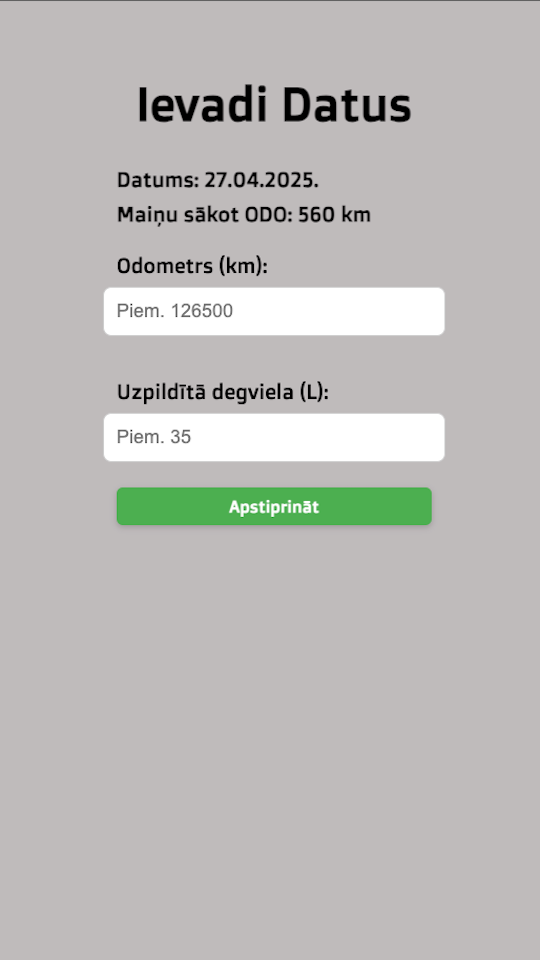 Ievadi Datus
Datums: 27.04.2025.
Maiņu sākot ODO: 560 km
Odometrs (km):
Piem. 126500
Uzpildītā degviela (L):
Piem. 35
Apstiprināt